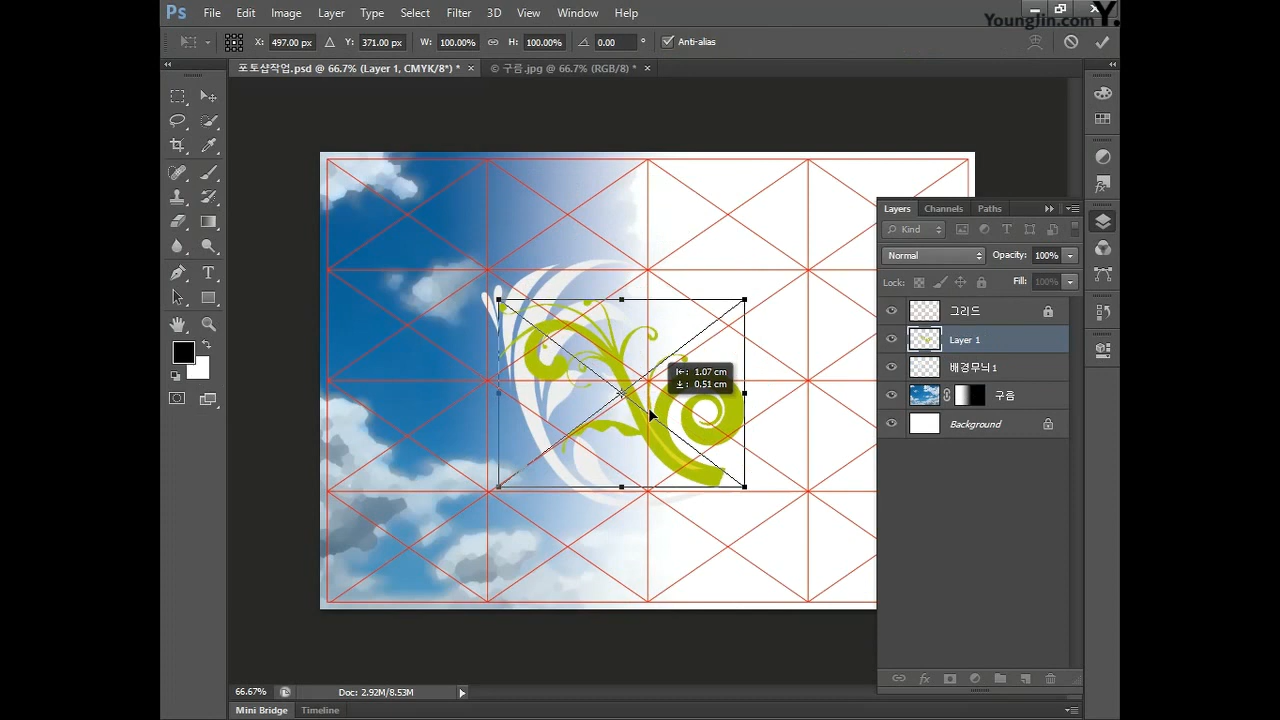 Ps File Edit Image Layer Type Select Filter 3D View Window Help
YoungJin.com Y.
X: 497.00 px Y: 371.00 px W: 100.00% H: 100.00% 0.00 ° Anti-alias
포토샵작업.psd @ 66.7% (Layer 1, CMYK/8*) * × © 구름.jpg @ 66.7% (RGB/8) * ×
Layers Channels Paths
Kind
Normal Opacity: 100%
Lock: Fill: 100%
그리드
Layer 1
배경무늬1
구름
Background
1.07 cm
0.51 cm
66.67% Doc: 2.92M/8.53M
Mini Bridge Timeline